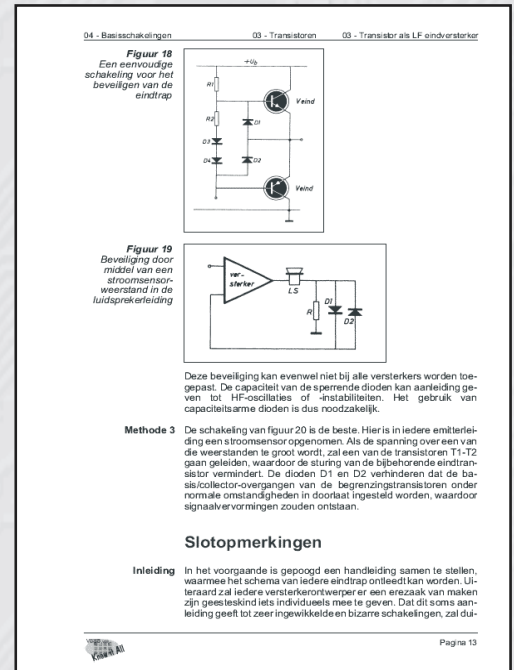 04 - Basisschakelingen 03 - Transistoren 03 - Transistor als LF eindversterker
Figuur 18
Een eenvoudige
schakeling voor het
beveiligen van de
eindtrap
+Ub
R1
Veind
R2
D1
D3
D4
D2
Veind
Figuur 19
Beveiliging door
middel van een
stroomsensor-
weerstand in de
luidsprekerleiding
ver-
sterker
LS
R
D1
D2
Deze beveiliging kan evenwel niet bij alle versterkers worden toe-
gepast. De capaciteit van de sperrende dioden kan aanleiding ge-
ven tot HF-oscillaties of -instabiliteiten. Het gebruik van
capaciteitsarme dioden is dus noodzakelijk.
Methode 3 De schakeling van figuur 20 is de beste. Hier is in iedere emitterlei-
ding een stroomsensor opgenomen. Als de spanning over een van
die weerstanden te groot wordt, zal een van de transistoren T1-T2
gaan geleiden, waardoor de sturing van de bijbehorende eindtran-
sistor vermindert. De dioden D1 en D2 verhinderen dat de ba-
sis/collector-overgangen van de begrenzingstransistoren onder
normale omstandigheden in doorlaat ingesteld worden, waardoor
signaalvervormingen zouden ontstaan.
Slotopmerkingen
Inleiding In het voorgaande is gepoogd een handleiding samen te stellen,
waarmee het schema van iedere eindtrap ontleedt kan worden. Ui-
teraard zal iedere versterkerontwerper er een erezaak van maken
zijn geesteskind iets individueels mee te geven. Dat dit soms aan-
leiding geeft tot zeer ingewikkelde en bizarre schakelingen, zal dui-
Know it All
Pagina 13